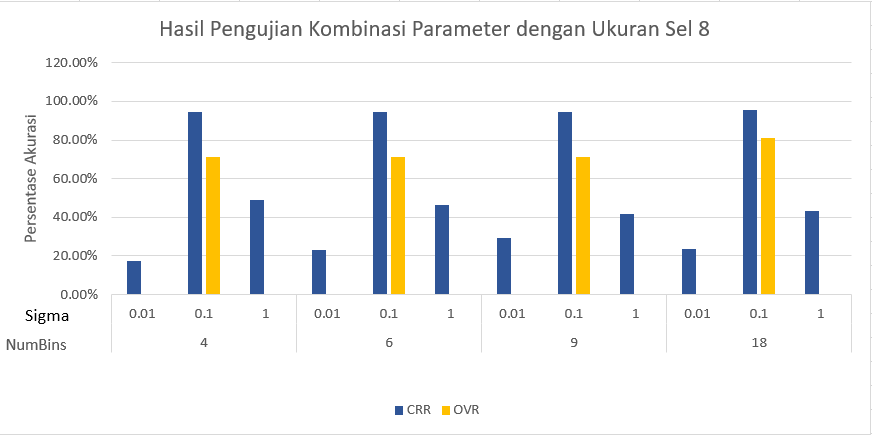 Hasil Pengujian Kombinasi Parameter dengan Ukuran Sel 8
Persentase Akurasi
120.00%
100.00%
80.00%
60.00%
40.00%
20.00%
0.00%
Sigma 0.01 0.1 1 0.01 0.1 1 0.01 0.1 1 0.01 0.1 1
NumBins 4 6 9 18
CRR OVR